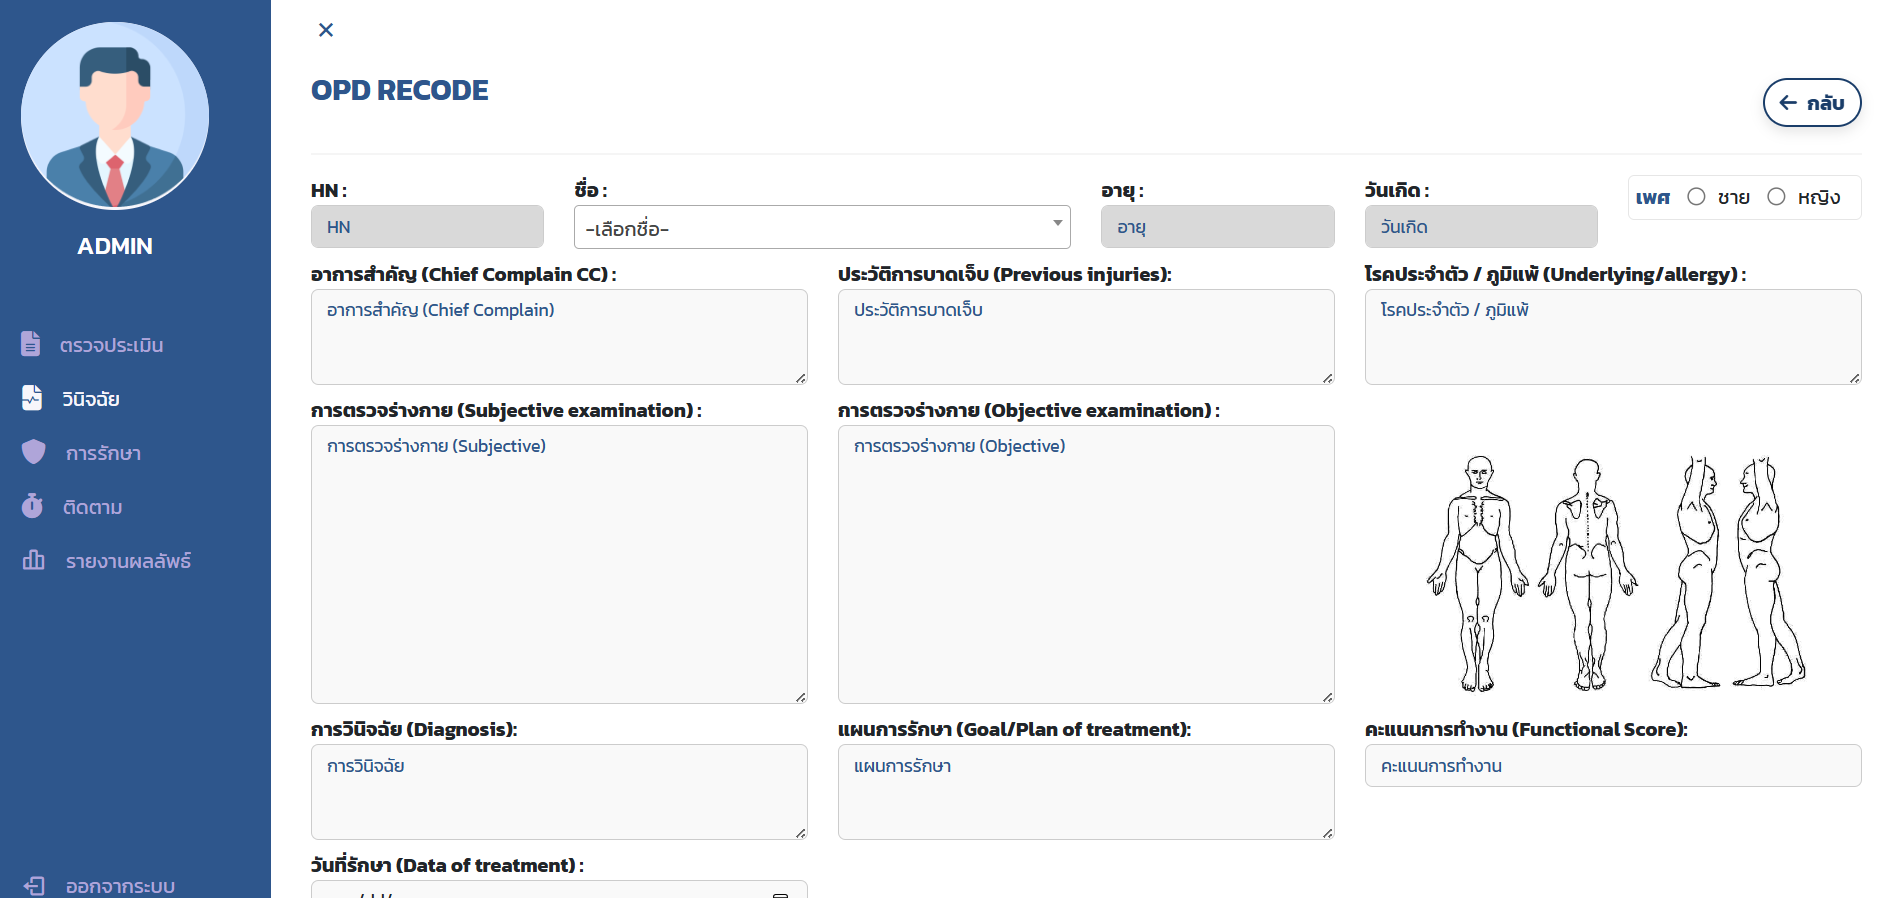 ADMIN
ตรวจประเมิน
วินิจฉัย
การรักษา
ติดตาม
รายงานผลลัพธ์
ออกจากระบบ
OPD RECODE
กลับ
HN :
HN
ชื่อ :
-เลือกชื่อ-
อายุ :
อายุ
วันเกิด :
วันเกิด
เพศ ชาย หญิง
อาการสำคัญ (Chief Complain CC) :
อาการสำคัญ (Chief Complain)
ประวัติการบาดเจ็บ (Previous injuries):
ประวัติการบาดเจ็บ
โรคประจำตัว / ภูมิแพ้ (Underlying/allergy) :
โรคประจำตัว / ภูมิแพ้
การตรวจร่างกาย (Subjective examination) :
การตรวจร่างกาย (Subjective)
การตรวจร่างกาย (Objective examination) :
การตรวจร่างกาย (Objective)
การวินิจฉัย (Diagnosis):
การวินิจฉัย
แผนการรักษา (Goal/Plan of treatment):
แผนการรักษา
คะแนนการทำงาน (Functional Score):
คะแนนการทำงาน
วันที่รักษา (Data of treatment) :